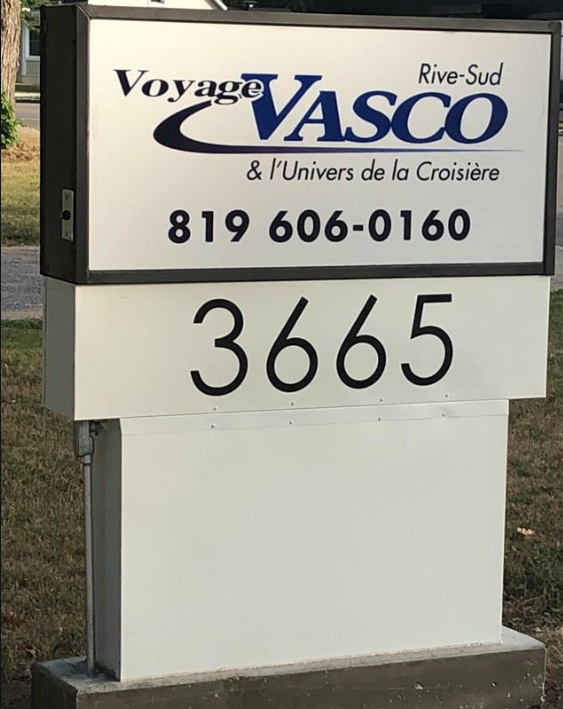 Rive-Sud
Voyage VASCO
& l'Univers de la Croisière
819 606-0160
3665